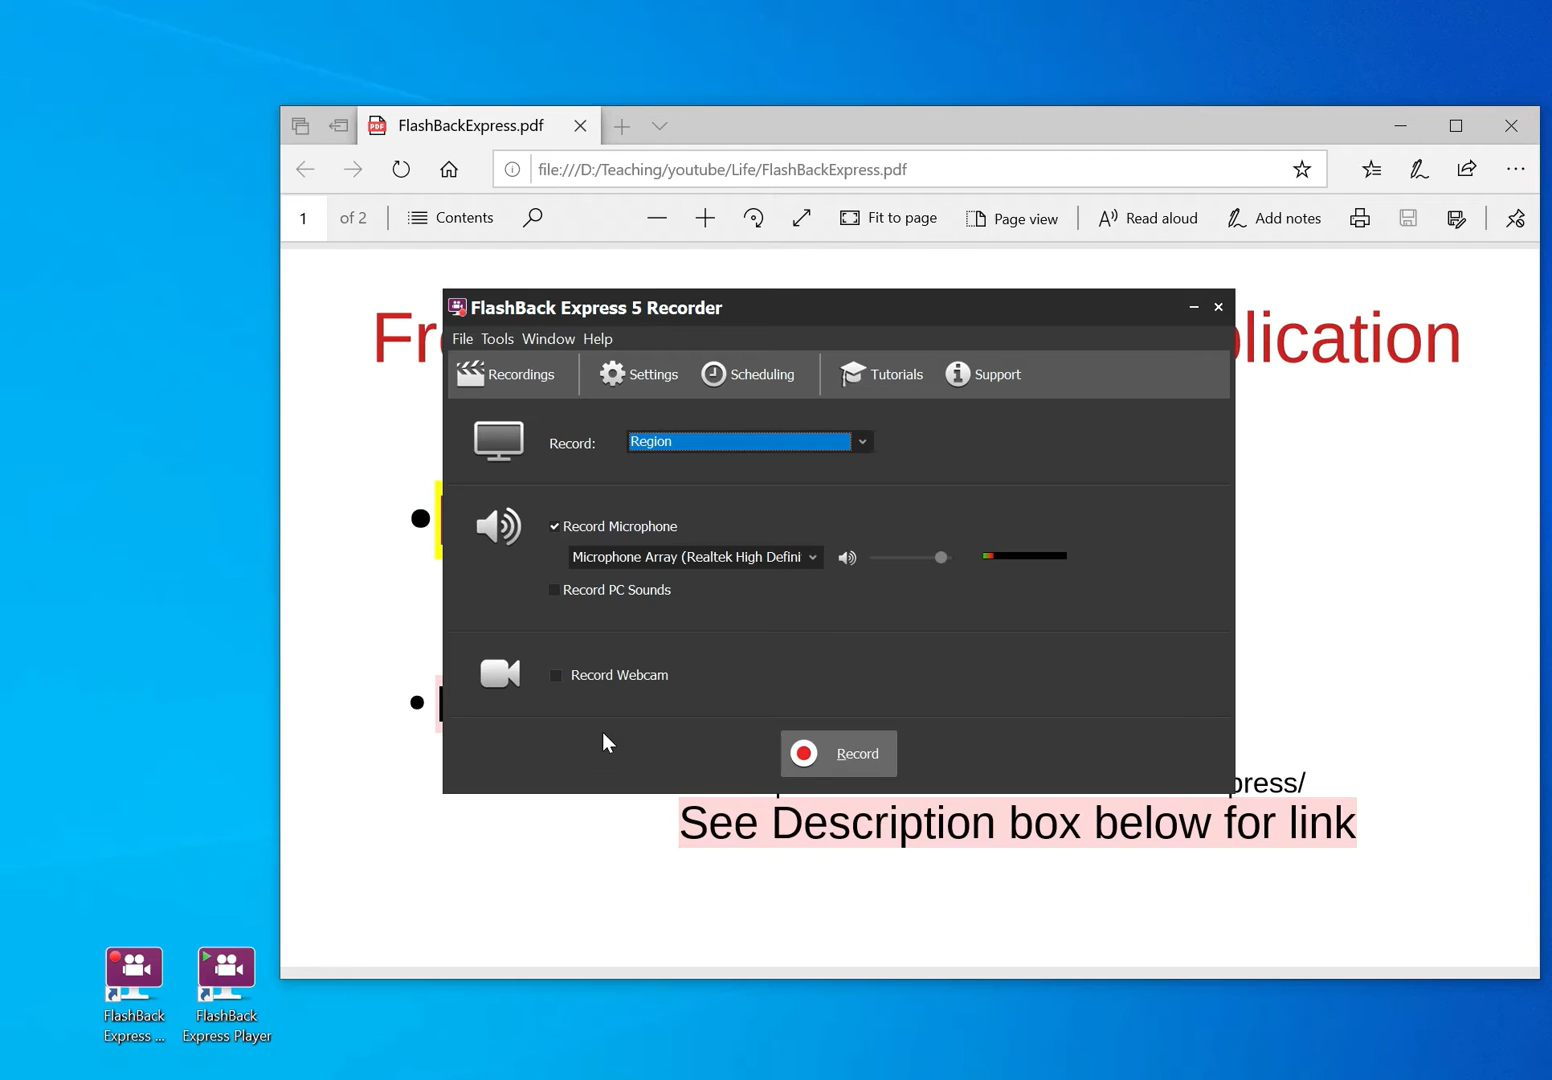 FlashBackExpress.pdf
file:///D:/Teaching/youtube/Life/FlashBackExpress.pdf
1 of 2 Contents Fit to page Page view Read aloud Add notes
FlashBack Express 5 Recorder
Fr plication
File Tools Window Help
Recordings Settings Scheduling Tutorials Support
Record: Region
Record Microphone
Microphone Array (Realtek High Defini
Record PC Sounds
Record Webcam
Record
press/
See Description box below for link
FlashBack
Express ...
FlashBack
Express Player